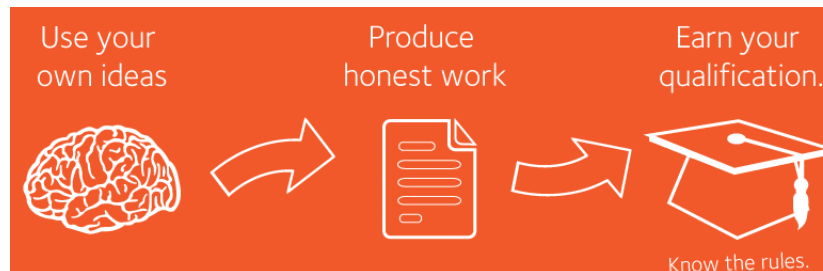 Use your
own ideas
Produce
honest work
Earn your
qualification.
Know the rules.